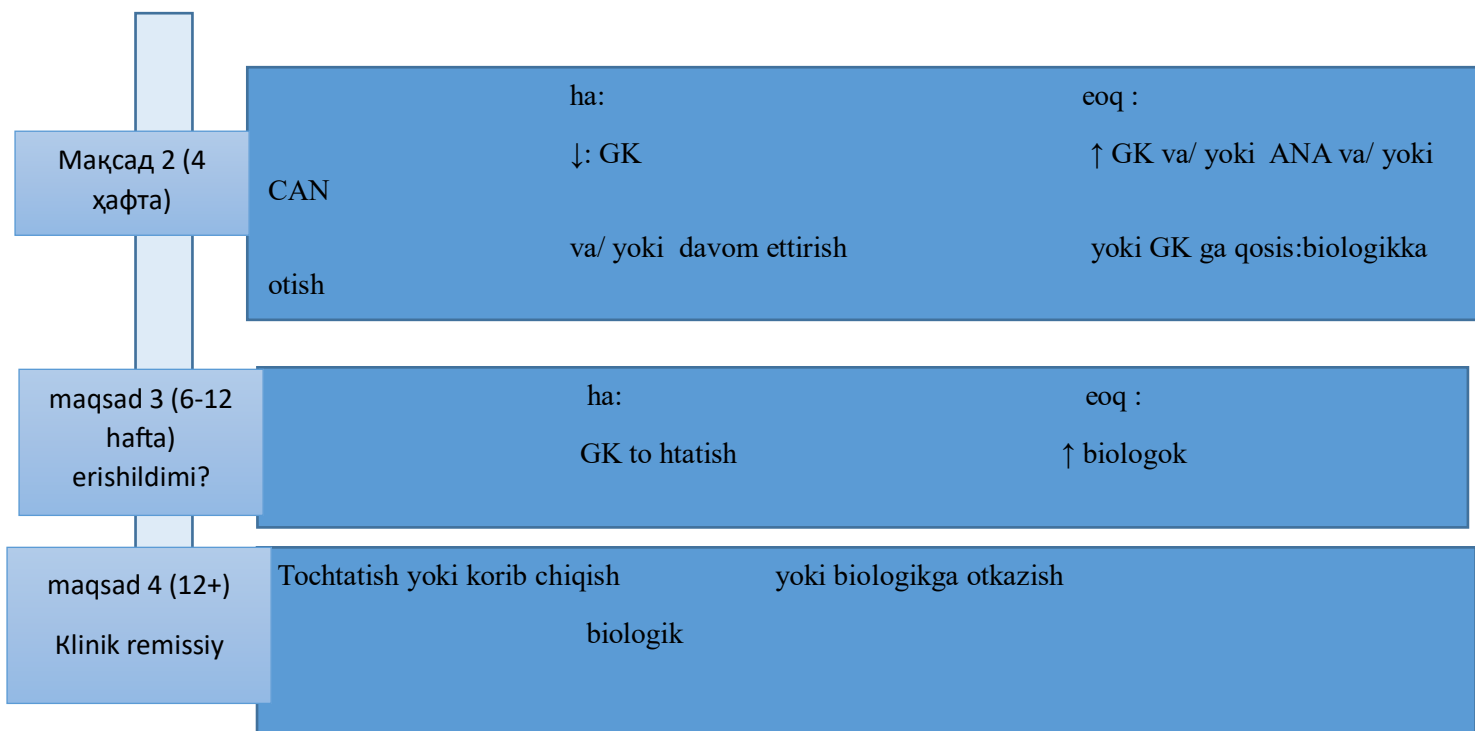 Мақсад 2 (4
ҳафта)
ha: eoq :
↓: GK ↑ GK va/ yoki ANA va/ yoki
CAN
va/ yoki davom ettirish yoki GK ga qosis:biologikka
otish
maqsad 3 (6-12
hafta)
erishildimi?
ha: eoq :
GK to htatish ↑ biologok
maqsad 4 (12+)
Klinik remissiy
Tochtatish yoki korib chiqish yoki biologikga otkazish
biologik